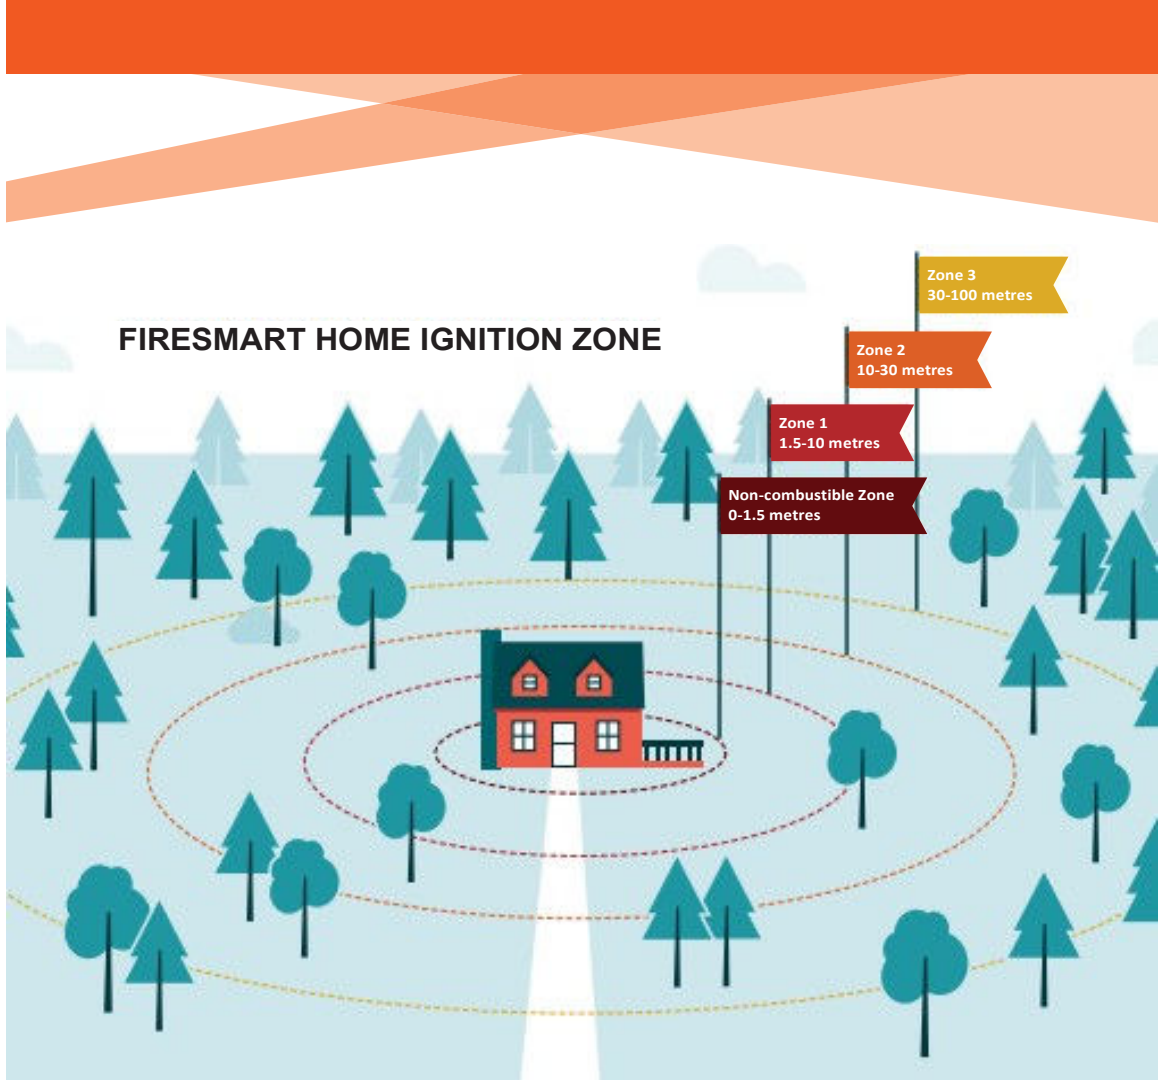 Zone 3
30-100 metres
FIRESMART HOME IGNITION ZONE
Zone 2
10-30 metres
Zone 1
1.5-10 metres
Non-combustible Zone
0-1.5 metres